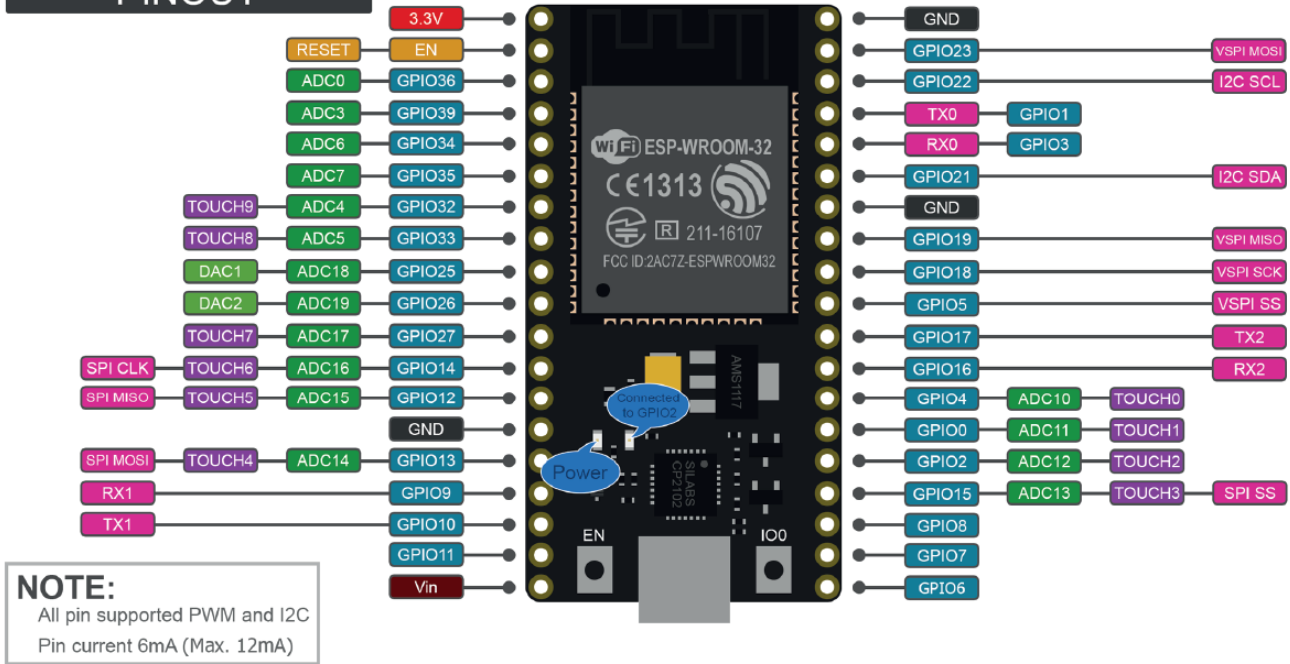 PINOUT
3.3V
RESET EN
ADC0 GPIO36
ADC3 GPIO39
ADC6 GPIO34
ADC7 GPIO35
TOUCH9 ADC4 GPIO32
TOUCH8 ADC5 GPIO33
DAC1 ADC18 GPIO25
DAC2 ADC19 GPIO26
TOUCH7 ADC17 GPIO27
SPI CLK TOUCH6 ADC16 GPIO14
SPI MISO TOUCH5 ADC15 GPIO12
GND
SPI MOSI TOUCH4 ADC14 GPIO13
RX1 GPIO9
TX1 GPIO10
GPIO11
Vin
WiFi ESP-WROOM-32
CE1313
R 211-16107
FCC ID:2AC7Z-ESPWROOM32
AMS1117
Connected
to GPIO2
Power
SILABS
CP2102
EN
IO0
GND
GPIO23 VSPI MOSI
GPIO22 I2C SCL
TX0 GPIO1
RX0 GPIO3
GPIO21 I2C SDA
GND
GPIO19 VSPI MISO
GPIO18 VSPI SCK
GPIO5 VSPI SS
GPIO17 TX2
GPIO16 RX2
GPIO4 ADC10 TOUCH0
GPIO0 ADC11 TOUCH1
GPIO2 ADC12 TOUCH2
GPIO15 ADC13 TOUCH3 SPI SS
GPIO8
GPIO7
GPIO6
NOTE:
All pin supported PWM and I2C
Pin current 6mA (Max. 12mA)